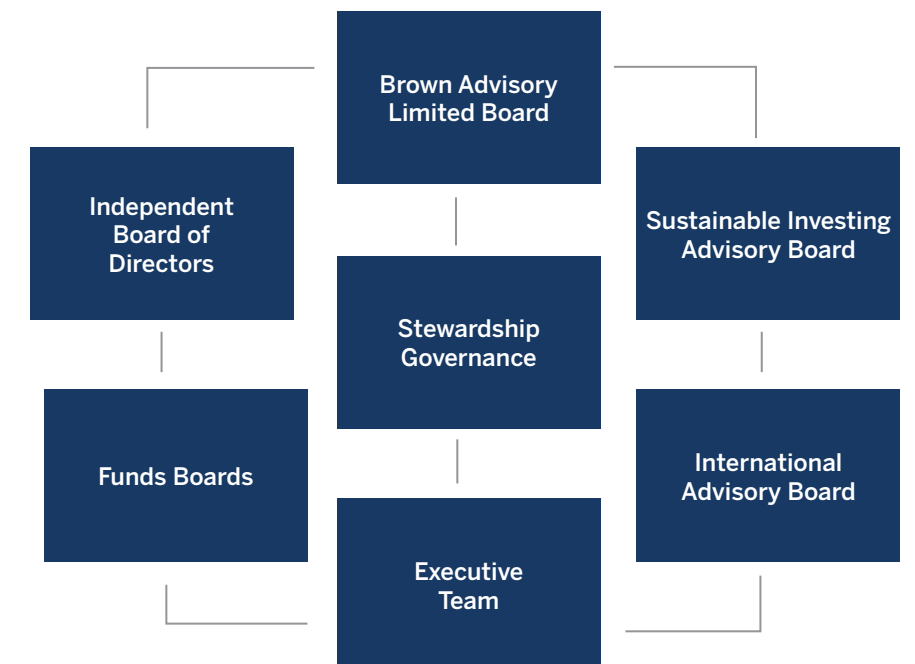 Brown Advisory
Limited Board
Independent
Board of
Directors
Sustainable Investing
Advisory Board
Stewardship
Governance
Funds Boards
International
Advisory Board
Executive
Team